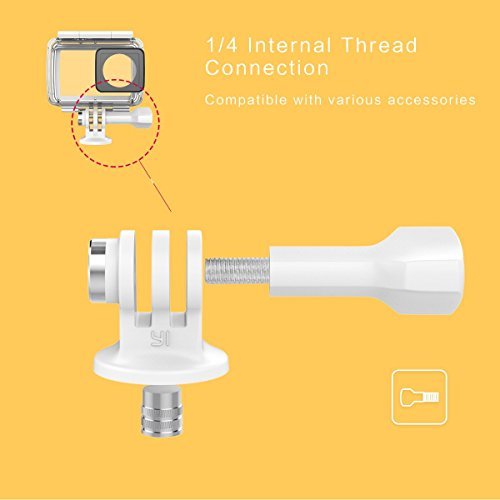 1/4 Internal Thread
Connection
Compatible with various accessories
YI